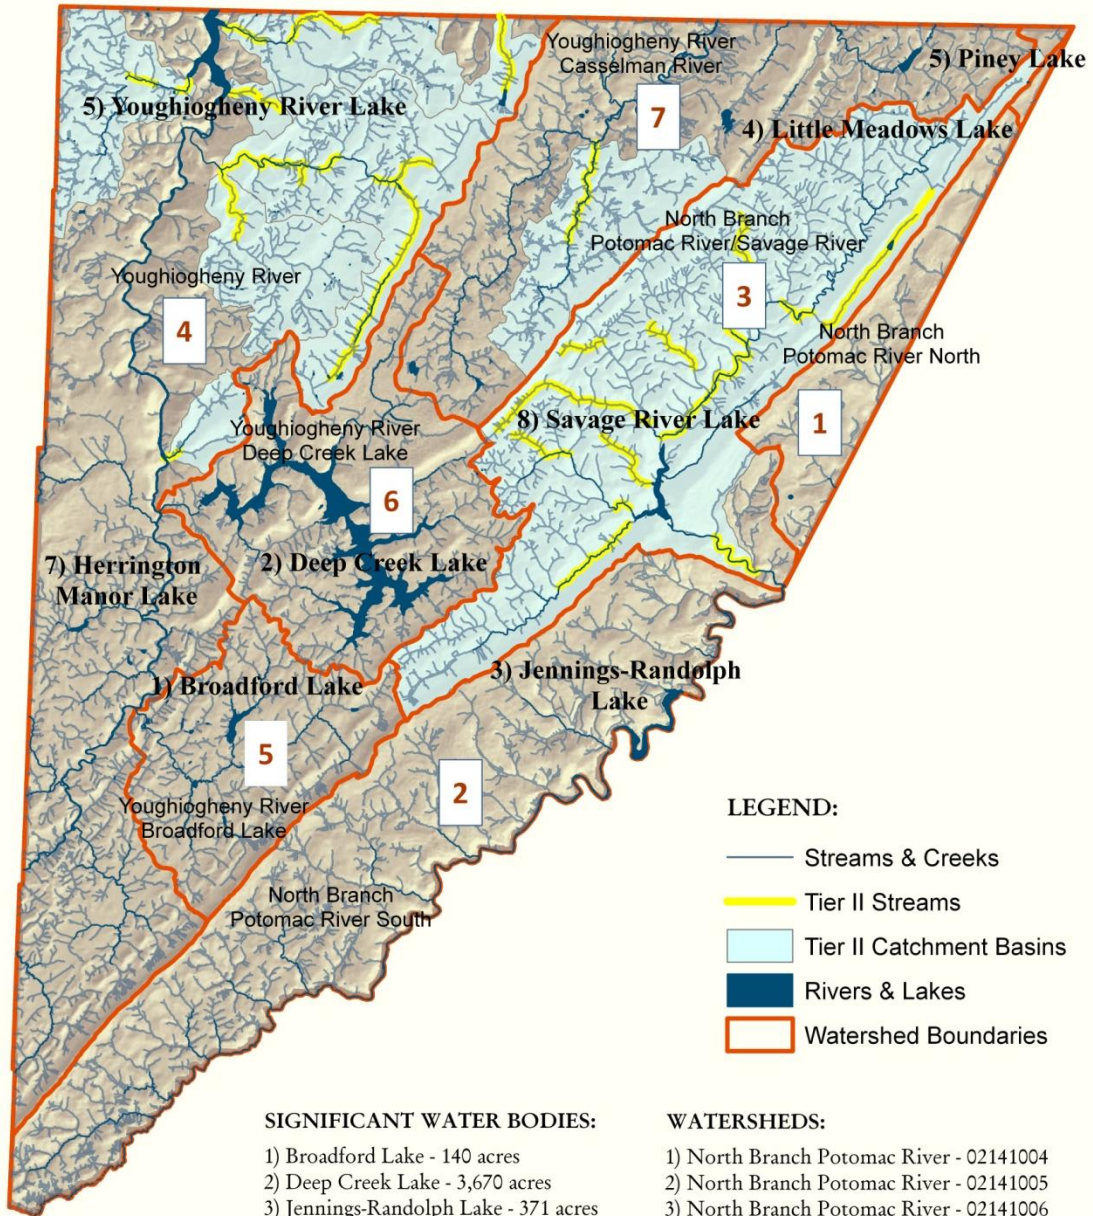 Youghiogheny River
Casselman River
5) Piney Lake
5) Youghiogheny River Lake
7
4) Little Meadows Lake
North Branch
Potomac River/Savage River
Youghiogheny River
3
4
North Branch
Potomac River North
8) Savage River Lake
1
Youghiogheny River
Deep Creek Lake
6
7) Herrington
Manor Lake
2) Deep Creek Lake
3) Jennings-Randolph
Lake
1) Broadford Lake
5
2
Youghiogheny River
Broadford Lake
North Branch
Potomac River South
LEGEND:
Streams & Creeks
Tier II Streams
Tier II Catchment Basins
Rivers & Lakes
Watershed Boundaries
SIGNIFICANT WATER BODIES:
1) Broadford Lake - 140 acres
2) Deep Creek Lake - 3,670 acres
3) Jennings-Randolph Lake - 371 acres
WATERSHEDS:
1) North Branch Potomac River - 02141004
2) North Branch Potomac River - 02141005
3) North Branch Potomac River - 02141006